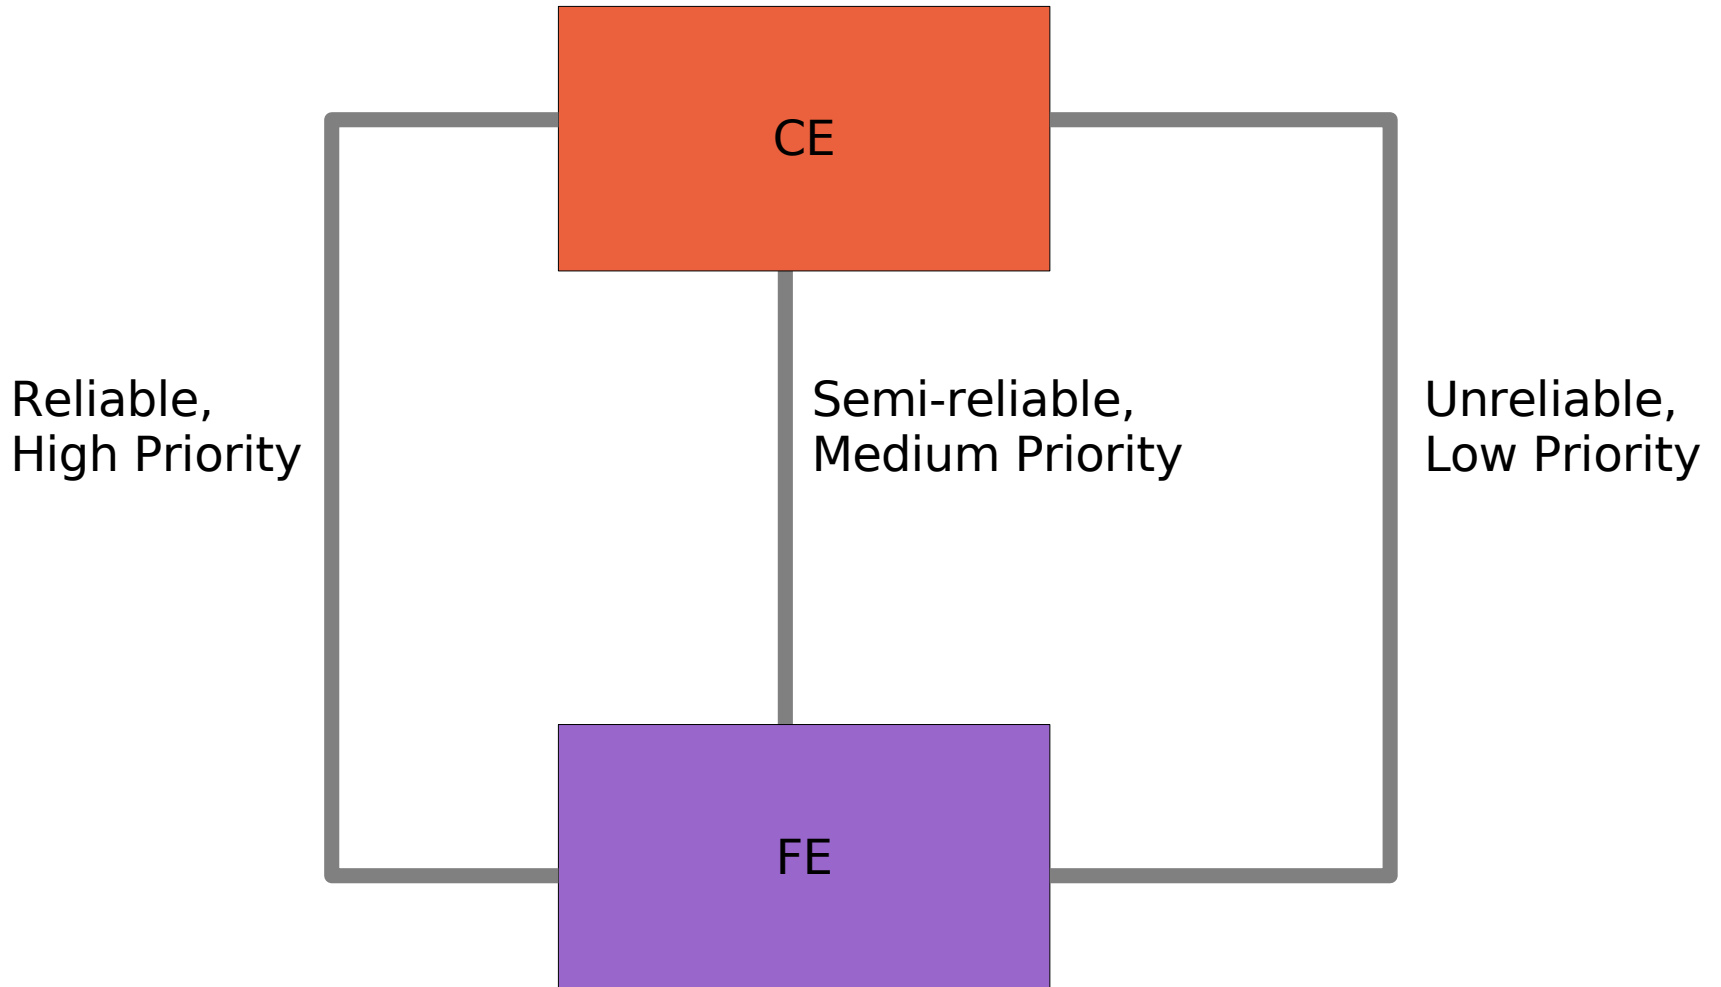 CE
Reliable,
High Priority
Semi-reliable,
Medium Priority
Unreliable,
Low Priority
FE